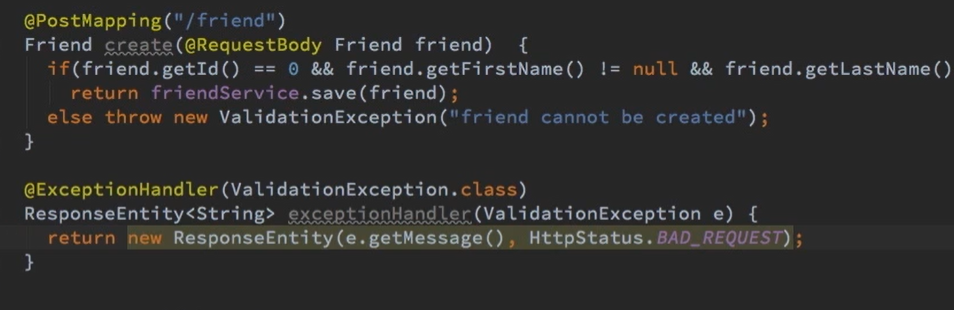 @PostMapping("/friend")
Friend create(@RequestBody Friend friend)  {
  if(friend.getId() == 0 && friend.getFirstName() != null && friend.getLastName()
    return friendService.save(friend);
  else throw new ValidationException("friend cannot be created");
}
@ExceptionHandler(ValidationException.class)
ResponseEntity<String> exceptionHandler(ValidationException e) {
  return new ResponseEntity(e.getMessage(), HttpStatus.BAD_REQUEST);
}